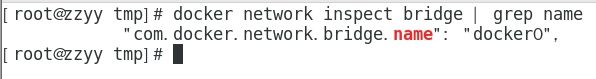 [root@zzyy tmp]# docker network inspect bridge | grep name
"com.docker.network.bridge.name": "docker0",
[root@zzyy tmp]#